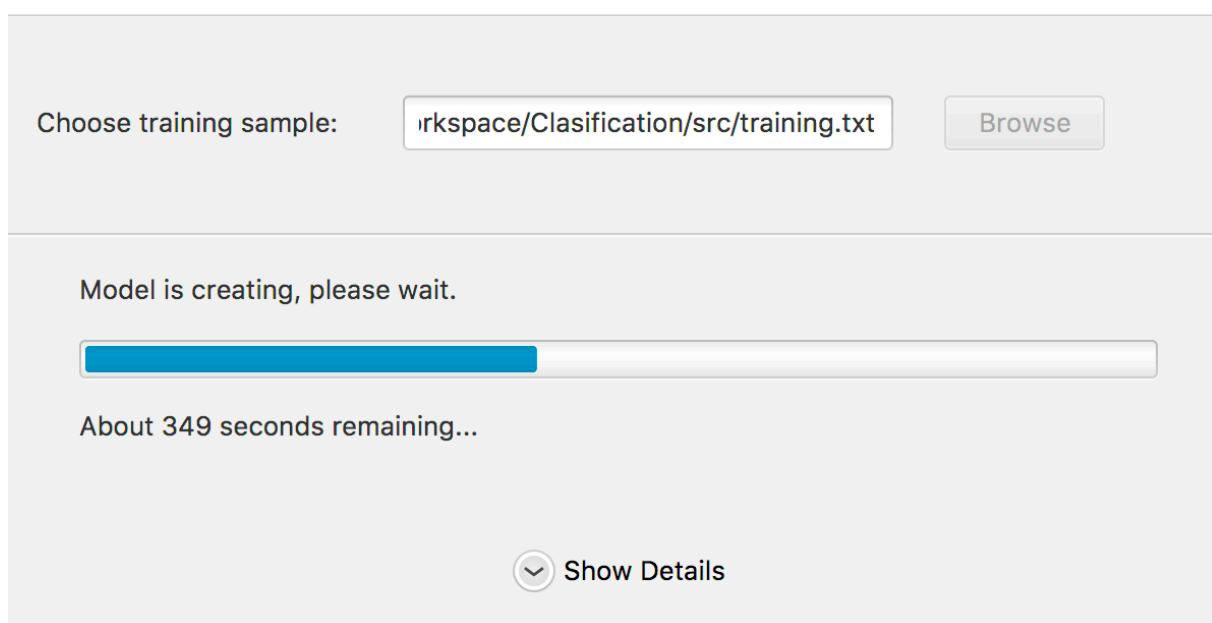 Choose training sample: rkspace/Clasification/src/training.txt Browse
Model is creating, please wait.
About 349 seconds remaining...
Show Details